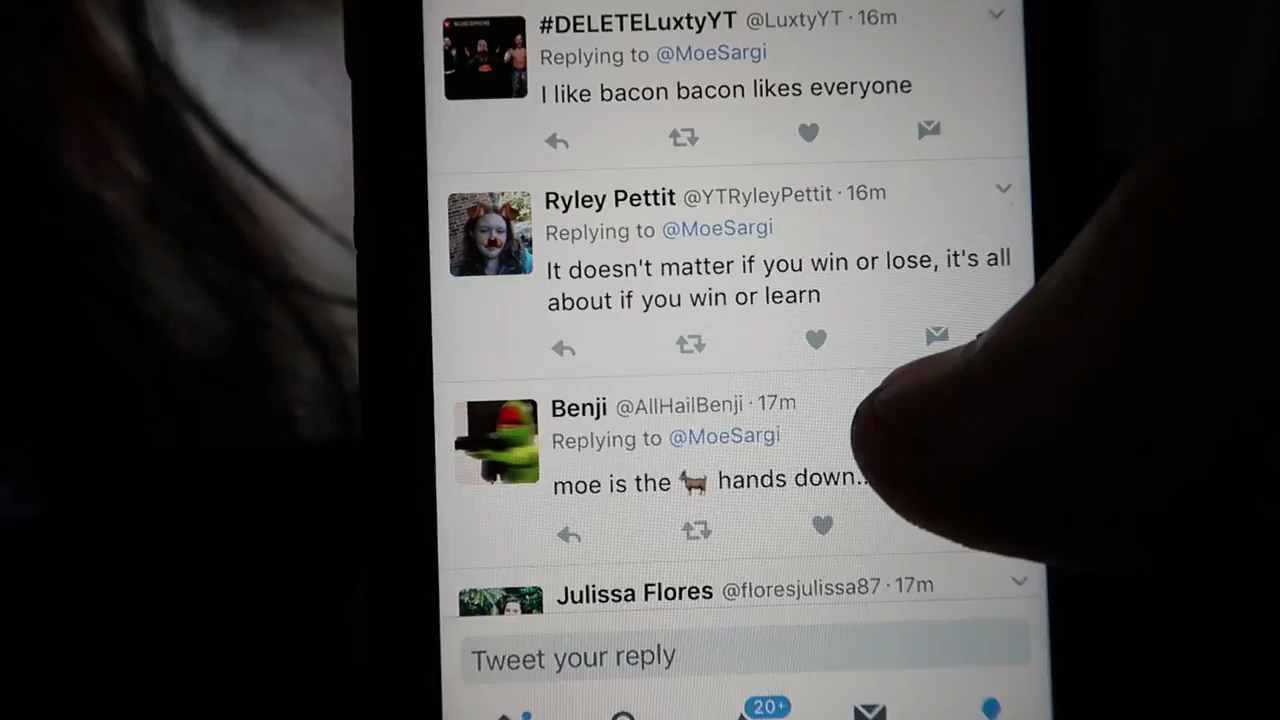 #DELETELuxtyYT @LuxtyYT · 16m
Replying to @MoeSargi
I like bacon bacon likes everyone
Ryley Pettit @YTRyleyPettit · 16m
Replying to @MoeSargi
It doesn't matter if you win or lose, it's all
about if you win or learn
Benji @AllHailBenji · 17m
Replying to @MoeSargi
moe is the 🐐 hands down..
Julissa Flores @floresjulissa87 · 17m
Tweet your reply
20+